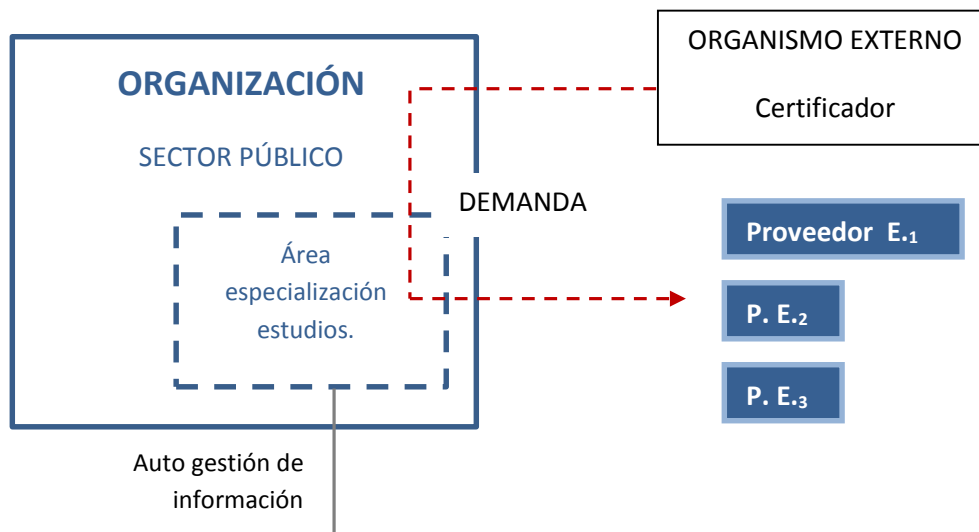 ORGANISMO EXTERNO
Certificador
ORGANIZACIÓN
SECTOR PÚBLICO
DEMANDA
Área
especialización
estudios.
Proveedor E.1
P. E.2
P. E.3
Auto gestión de
información